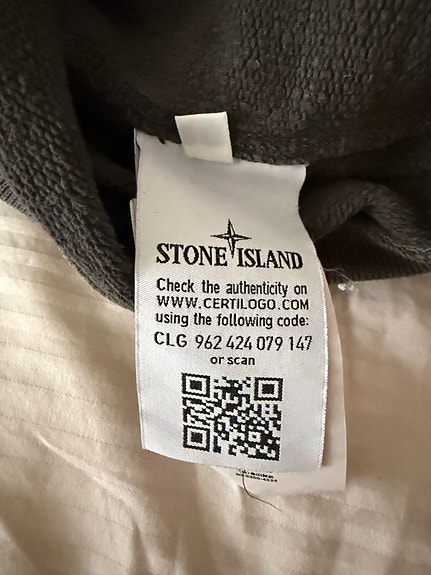 STONE ISLAND
Check the authenticity on
WWW.CERTILOGO.COM
using the following code:
CLG 962 424 079 147
or scan